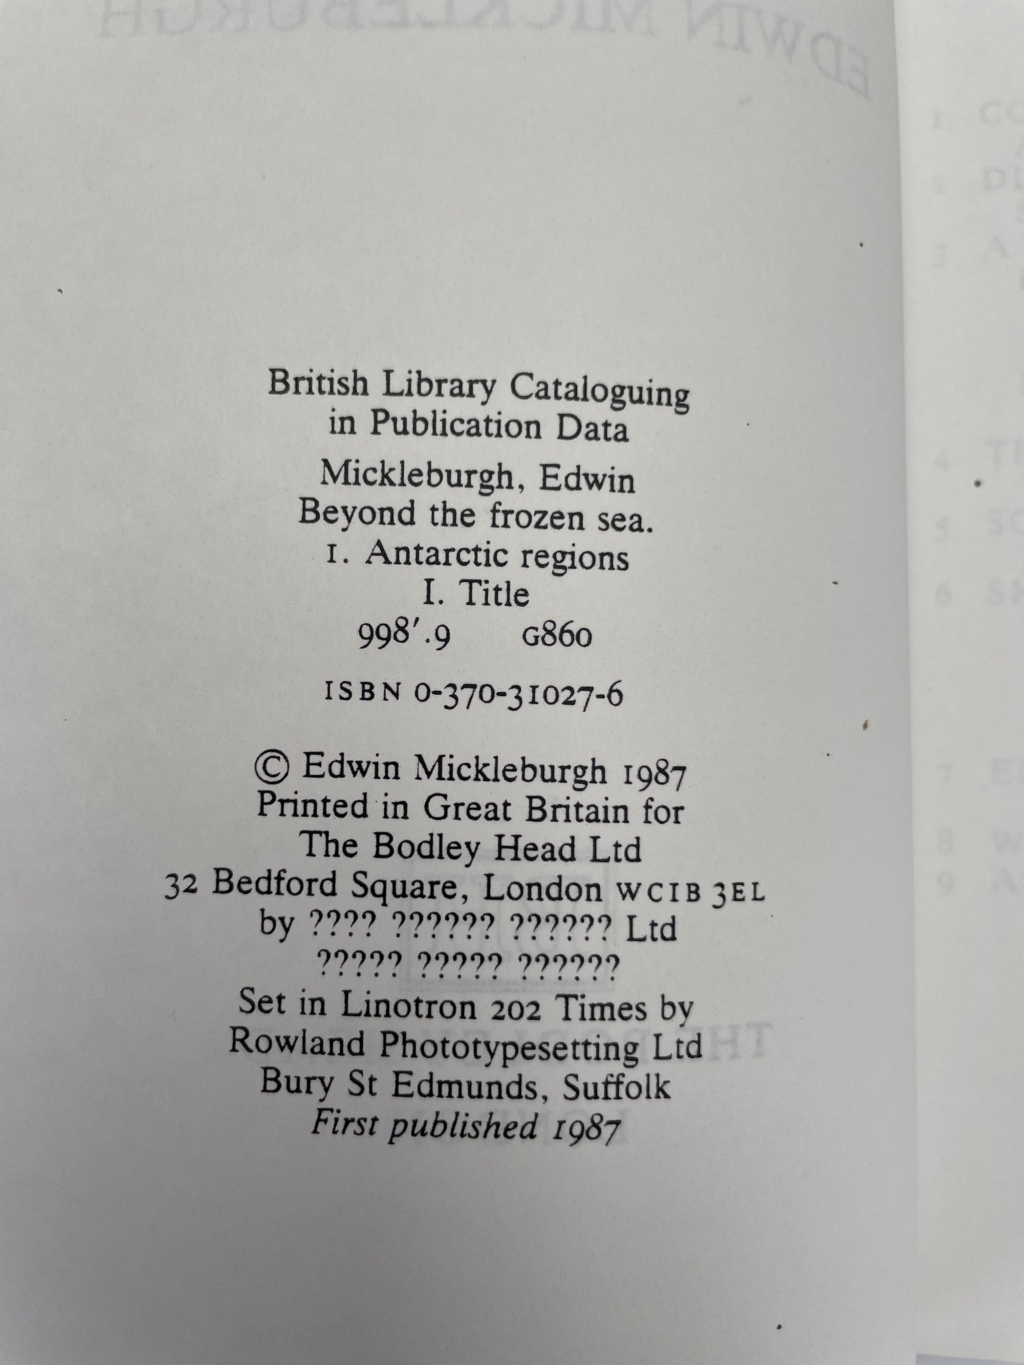 EDWIN MICKLEBURGH
British Library Cataloguing
in Publication Data
Mickleburgh, Edwin
Beyond the frozen sea.
1. Antarctic regions
I. Title
998'.9 G860
ISBN 0-370-31027-6
© Edwin Mickleburgh 1987
Printed in Great Britain for
The Bodley Head Ltd
32 Bedford Square, London WC1B 3EL
by ???? ?????? ?????? Ltd
????? ????? ??????
Set in Linotron 202 Times by
Rowland Phototypesetting Ltd
Bury St Edmunds, Suffolk
First published 1987